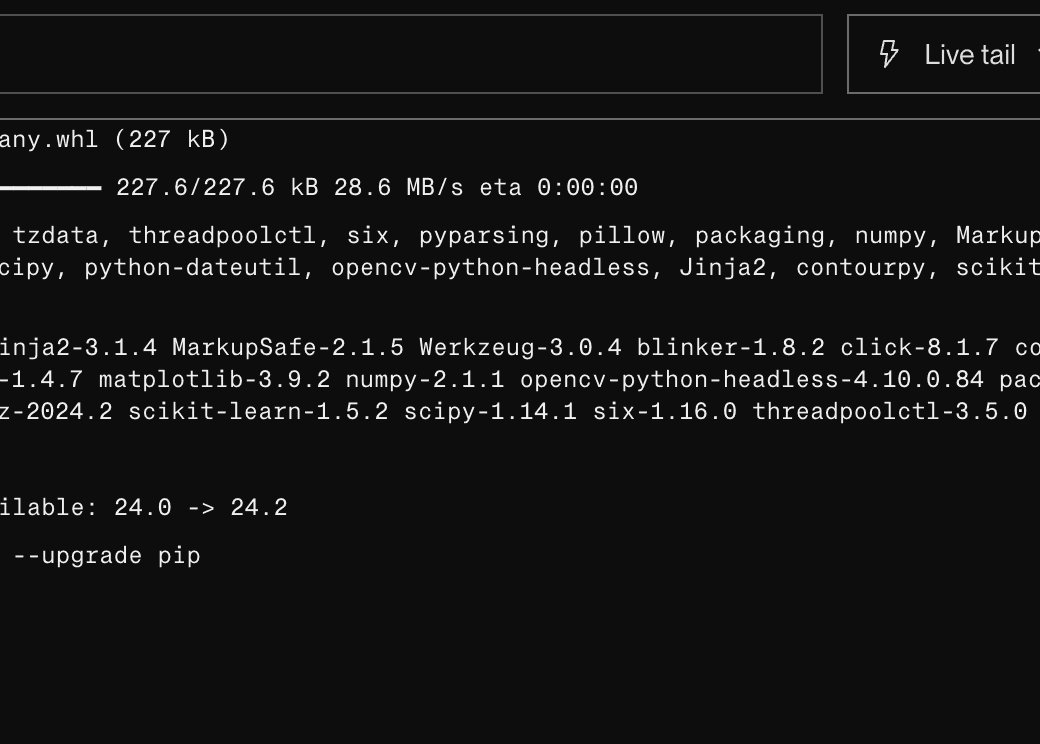 Live tail
any.whl (227 kB)
227.6/227.6 kB 28.6 MB/s eta 0:00:00
tzdata, threadpoolctl, six, pyparsing, pillow, packaging, numpy, Markup
cipy, python-dateutil, opencv-python-headless, Jinja2, contourpy, scikit
inja2-3.1.4 MarkupSafe-2.1.5 Werkzeug-3.0.4 blinker-1.8.2 click-8.1.7 co
-1.4.7 matplotlib-3.9.2 numpy-2.1.1 opencv-python-headless-4.10.0.84 pac
z-2024.2 scikit-learn-1.5.2 scipy-1.14.1 six-1.16.0 threadpoolctl-3.5.0
ilable: 24.0 -> 24.2
--upgrade pip